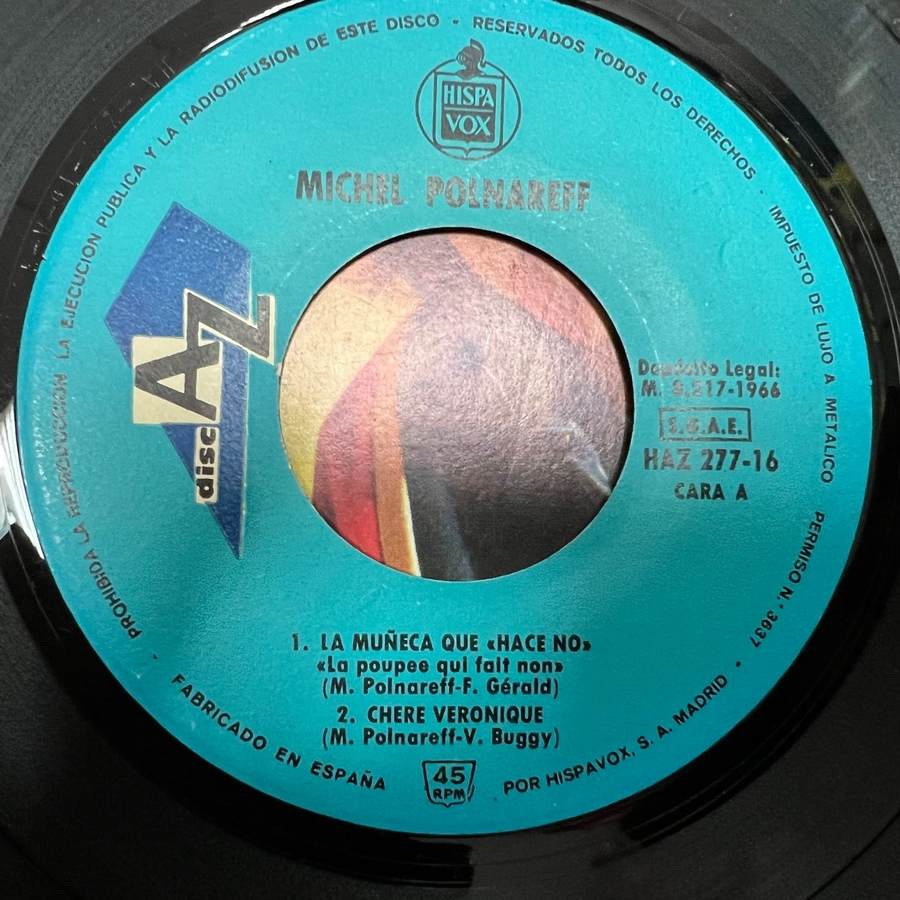 PROHIBIDA LA REPRODUCCION LA EJECUCION PUBLICA Y LA RADIODIFUSION DE ESTE DISCO · RESERVADOS TODOS LOS DERECHOS · IMPUESTO DE LUJO A METALICO PERMISO N.° 3637 ·
HISPA
VOX
MICHEL POLNAREFF
disc AZ
Depósito Legal:
M. 8.517-1966
S.G.A.E.
HAZ 277-16
CARA A
1. LA MUÑECA QUE «HACE NO»
«La poupee qui fait non»
(M. Polnareff-F. Gérald)
2. CHERE VERONIQUE
(M. Polnareff-V. Buggy)
45
RPM
FABRICADO EN ESPAÑA
POR HISPAVOX, S. A. MADRID ·